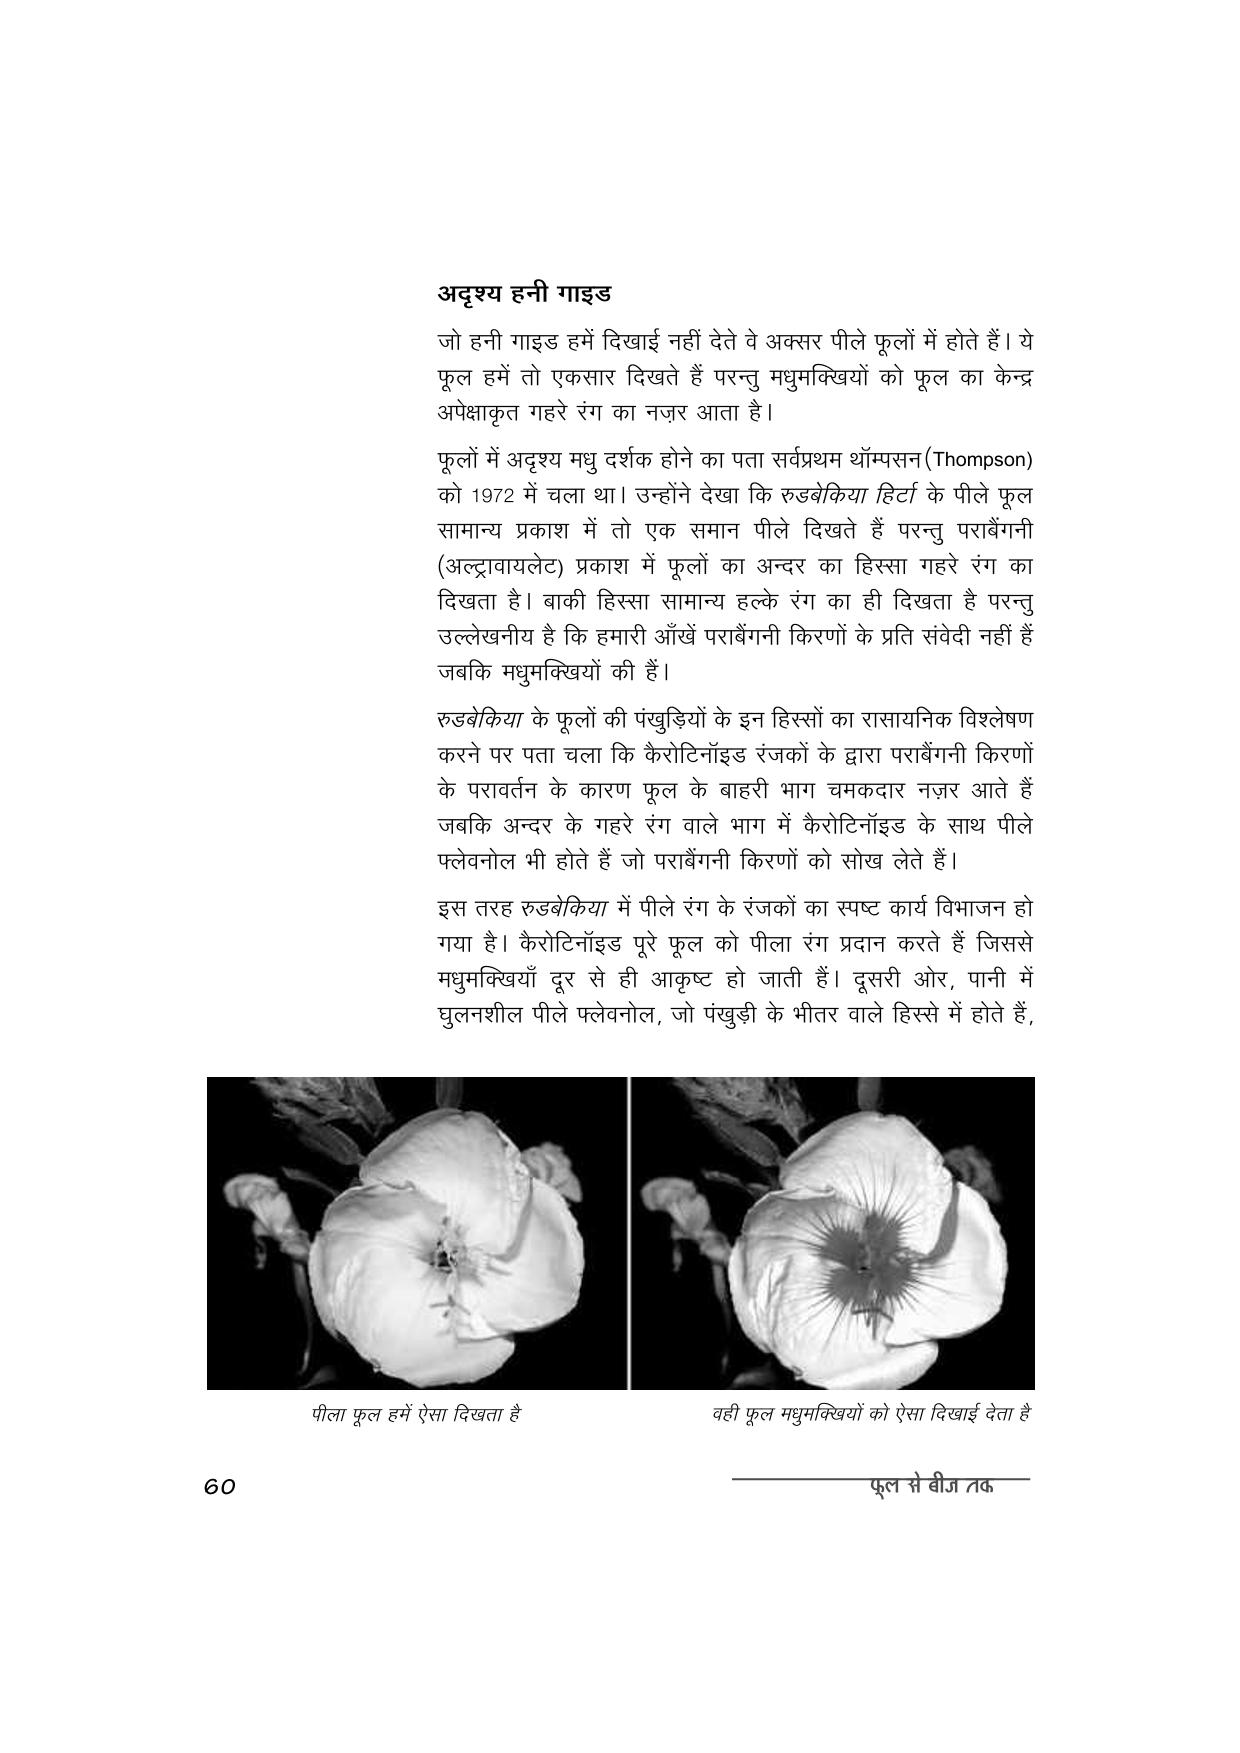 अदृश्य हनी गाइड
जो हनी गाइड हमें दिखाई नहीं देते वे अक्सर पीले फूलों में होते हैं। ये
फूल हमें तो एकसार दिखते हैं परन्तु मधुमक्खियों को फूल का केन्द्र
अपेक्षाकृत गहरे रंग का नज़र आता है।
फूलों में अदृश्य मधु दर्शक होने का पता सर्वप्रथम थॉम्पसन (Thompson)
को 1972 में चला था। उन्होंने देखा कि रुडबेकिया हिर्टा के पीले फूल
सामान्य प्रकाश में तो एक समान पीले दिखते हैं परन्तु पराबैंगनी
(अल्ट्रावायलेट) प्रकाश में फूलों का अन्दर का हिस्सा गहरे रंग का
दिखता है। बाकी हिस्सा सामान्य हल्के रंग का ही दिखता है परन्तु
उल्लेखनीय है कि हमारी आँखें पराबैंगनी किरणों के प्रति संवेदी नहीं हैं
जबकि मधुमक्खियों की हैं।
रुडबेकिया के फूलों की पंखुड़ियों के इन हिस्सों का रासायनिक विश्लेषण
करने पर पता चला कि कैरोटिनॉइड रंजकों के द्वारा पराबैंगनी किरणों
के परावर्तन के कारण फूल के बाहरी भाग चमकदार नज़र आते हैं
जबकि अन्दर के गहरे रंग वाले भाग में कैरोटिनॉइड के साथ पीले
फ्लेवनोल भी होते हैं जो पराबैंगनी किरणों को सोख लेते हैं।
इस तरह रुडबेकिया में पीले रंग के रंजकों का स्पष्ट कार्य विभाजन हो
गया है। कैरोटिनॉइड पूरे फूल को पीला रंग प्रदान करते हैं जिससे
मधुमक्खियाँ दूर से ही आकृष्ट हो जाती हैं। दूसरी ओर, पानी में
घुलनशील पीले फ्लेवनोल, जो पंखुड़ी के भीतर वाले हिस्से में होते हैं,
पीला फूल हमें ऐसा दिखता है
वही फूल मधुमक्खियों को ऐसा दिखाई देता है
60
फूल से बीज तक